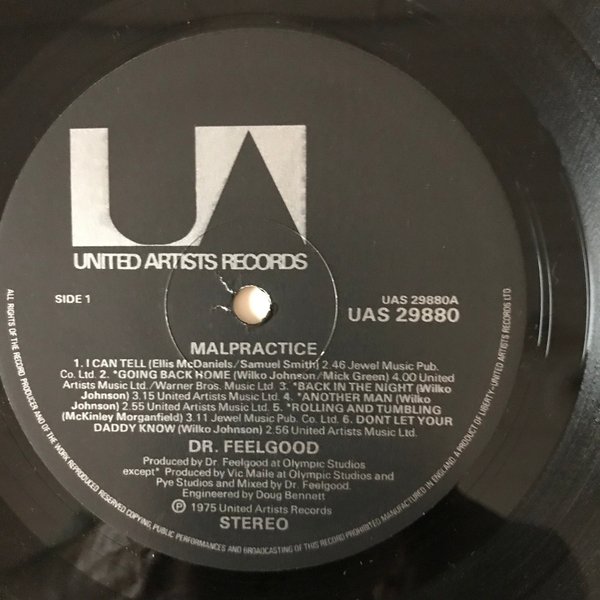 UA
UNITED ARTISTS RECORDS
SIDE 1
UAS 29880A
UAS 29880
MALPRACTICE
1. I CAN TELL (Ellis McDaniels/Samuel Smith) 2.46 Jewel Music Pub.
Co. Ltd. 2. *GOING BACK HOME (Wilko Johnson/Mick Green) 4.00 United
Artists Music Ltd./Warner Bros. Music Ltd 3. *BACK IN THE NIGHT (Wilko
Johnson) 3.15 United Artists Music Ltd. 4. *ANOTHER MAN (Wilko
Johnson) 2.55 United Artists Music Ltd. 5. *ROLLING AND TUMBLING
(McKinley Morganfield) 3.11 Jewel Music Pub. Co. Ltd. 6. DONT LET YOUR
DADDY KNOW (Wilko Johnson) 2.56 United Artists Music Ltd.
DR. FEELGOOD
Produced by Dr. Feelgood at Olympic Studios
except* Produced by Vic Maile at Olympic Studios and
Pye Studios and Mixed by Dr. Feelgood.
Engineered by Doug Bennett
℗ 1975 United Artists Records
STEREO
ALL RIGHTS OF THE RECORD PRODUCER AND OF THE WORK REPRODUCED RESERVED COPYING, PUBLIC PERFORMANCES AND BROADCASTING OF THIS RECORD PROHIBITED MANUFACTURED IN ENGLAND. A PRODUCT OF LIBERTY-UNITED ARTISTS RECORDS LTD.